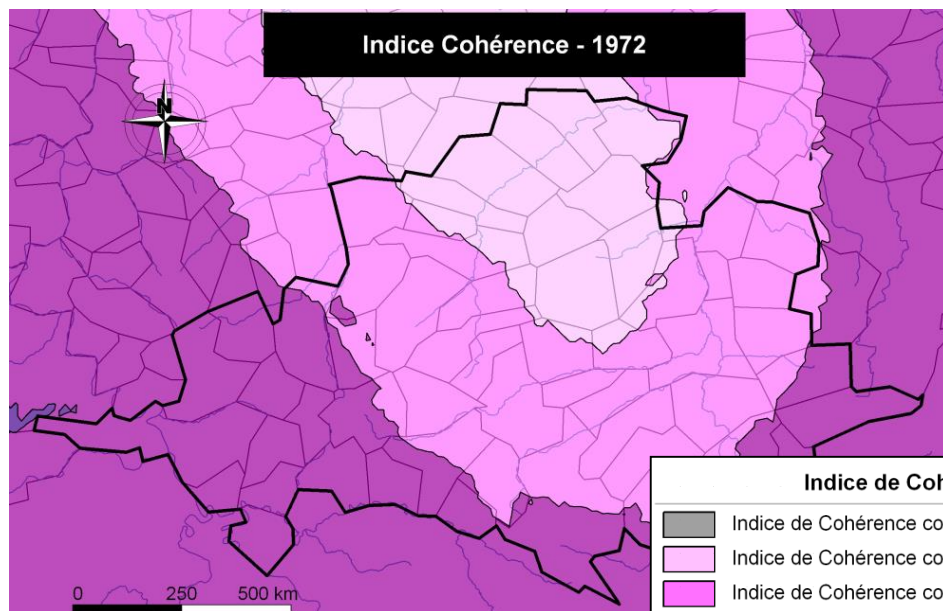 Indice Cohérence - 1972
N
Indice de Coh
Indice de Cohérence co
Indice de Cohérence co
Indice de Cohérence co
0 250 500 km